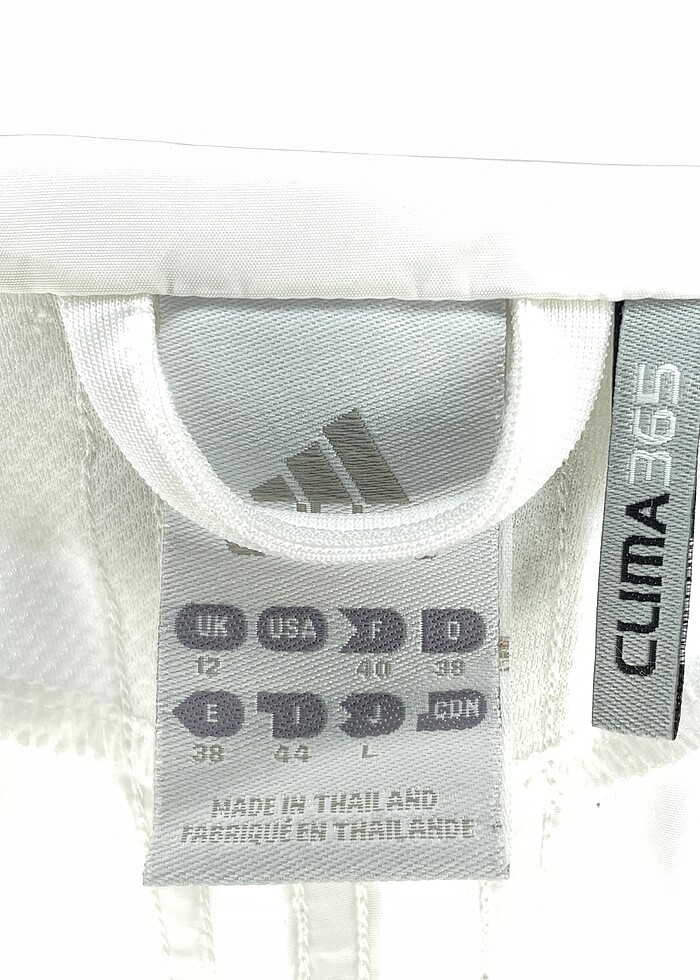 UK USA F D
12 40 38
E I J CDN
38 44 L
MADE IN THAILAND
FABRIQUÉ EN THAILANDE
CLIMA365